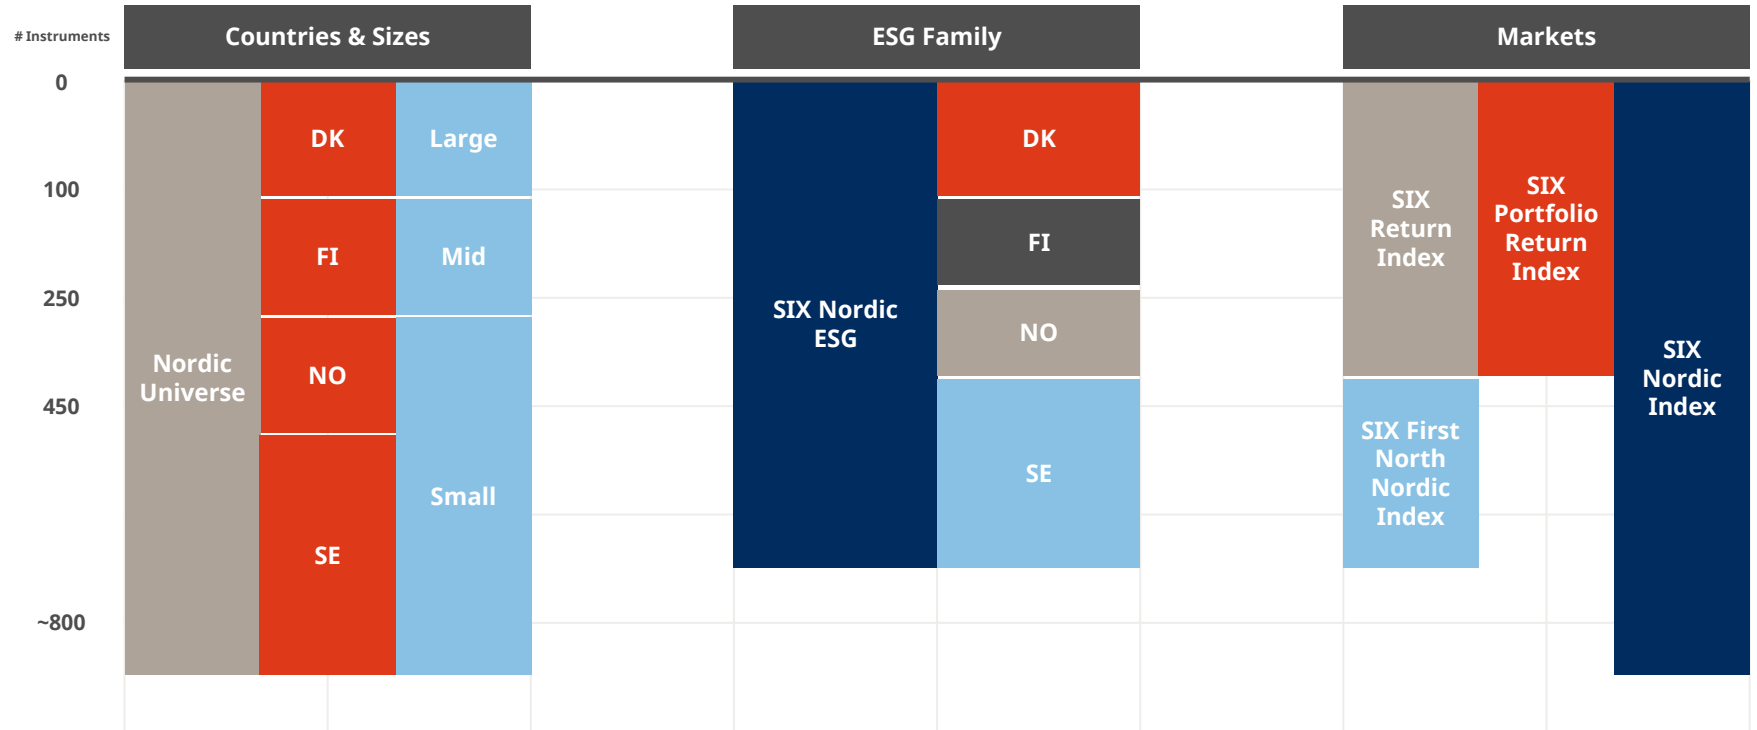 # Instruments
Countries & Sizes
ESG Family
Markets
0
100
250
450
~800
Nordic
Universe
DK
FI
NO
SE
Large
Mid
Small
SIX Nordic
ESG
DK
FI
NO
SE
SIX
Return
Index
SIX First
North
Nordic
Index
SIX
Portfolio
Return
Index
SIX
Nordic
Index